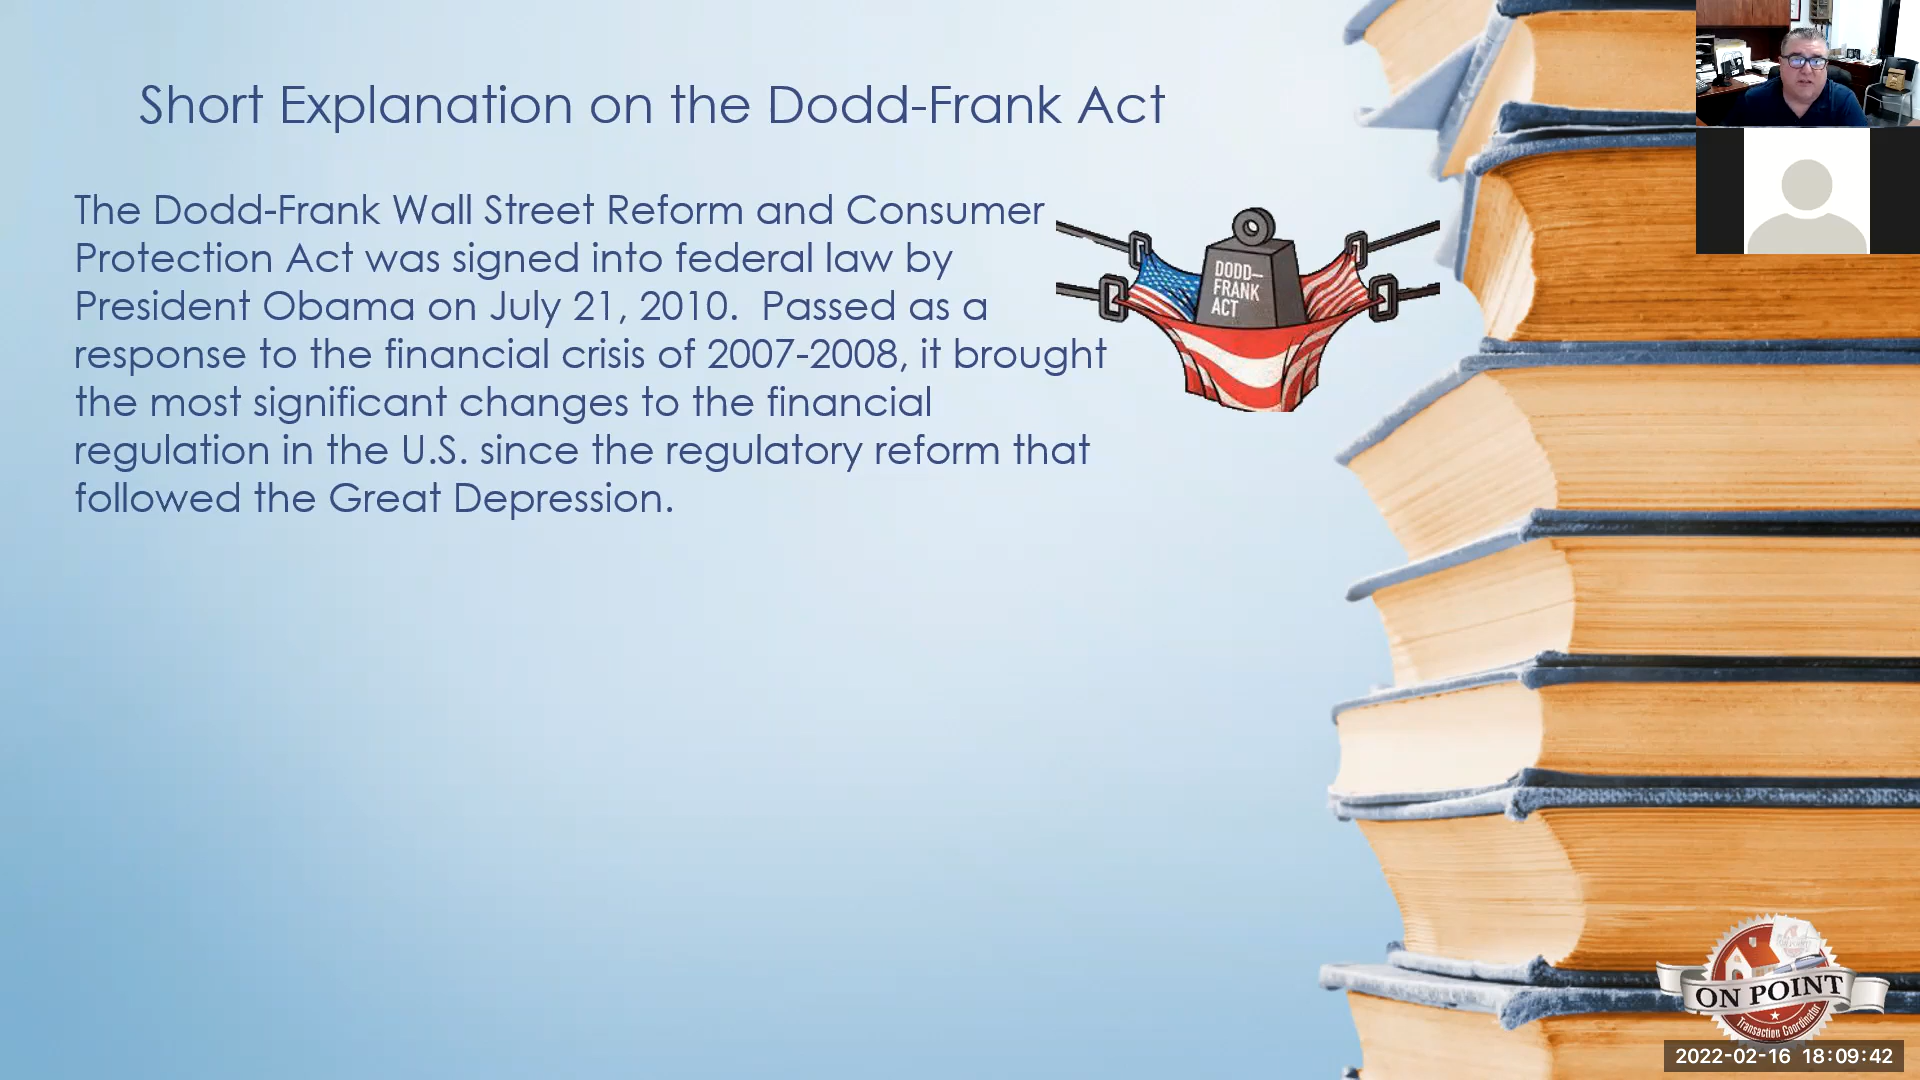 Short Explanation on the Dodd-Frank Act
The Dodd-Frank Wall Street Reform and Consumer
Protection Act was signed into federal law by
President Obama on July 21, 2010.  Passed as a
response to the financial crisis of 2007-2008, it brought
the most significant changes to the financial
regulation in the U.S. since the regulatory reform that
followed the Great Depression.
DODD-
FRANK
ACT
ON POINT
Transaction Coordinator
2022-02-16 18:09:42